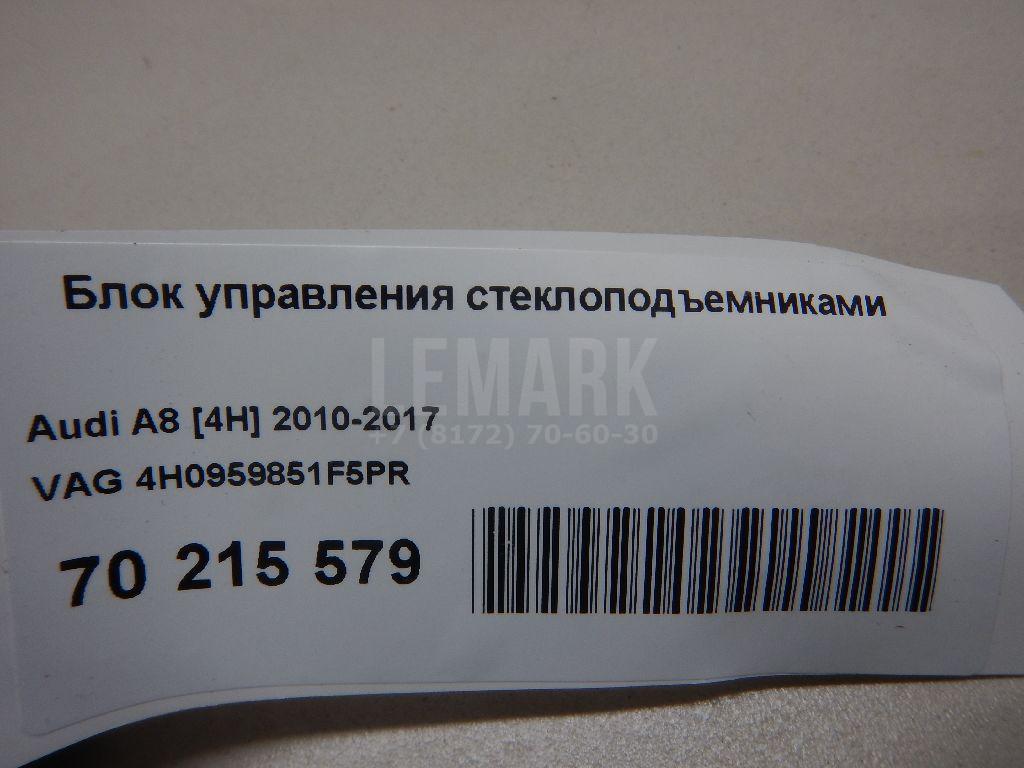 Блок управления стеклоподъемниками
LEMARK
Audi A8 [4H] 2010-2017
+7 (8172) 70-60-30
VAG 4H0959851F5PR
70 215 579